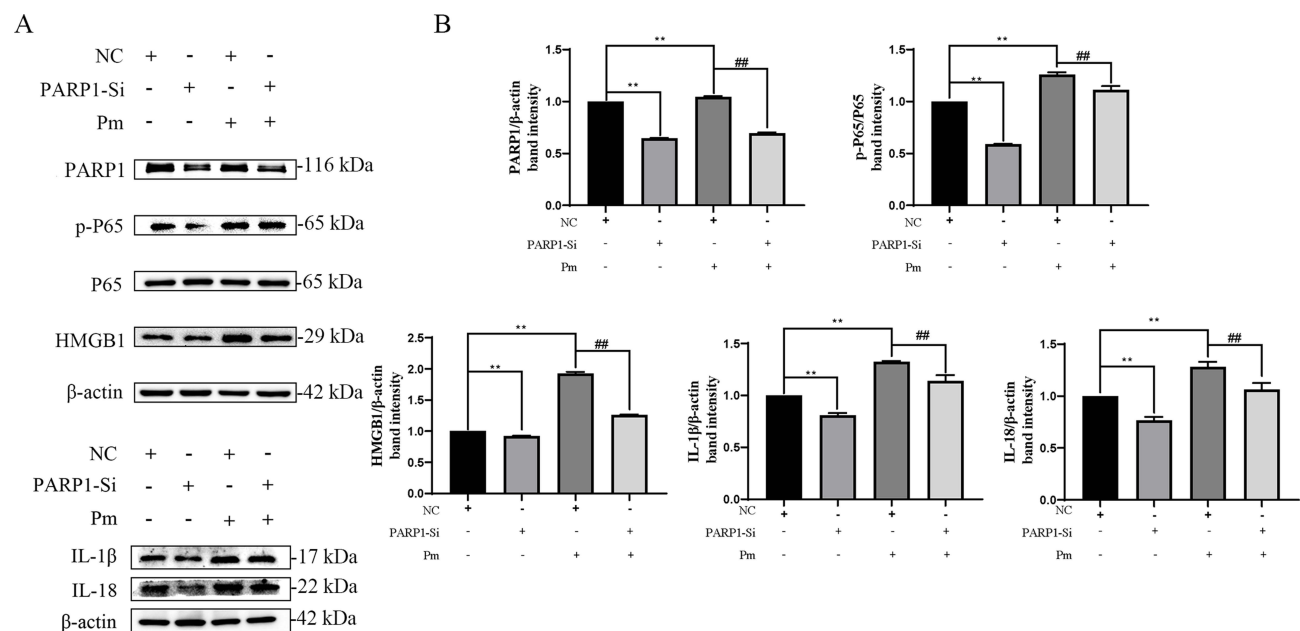 A
NC + - + -
PARP1-Si - + - +
Pm - - + +
PARP1 -116 kDa
p-P65 -65 kDa
P65 -65 kDa
HMGB1 -29 kDa
β-actin -42 kDa
NC + - + -
PARP1-Si - + - +
Pm - - + +
IL-1β -17 kDa
IL-18 -22 kDa
β-actin -42 kDa
B
PARP1/β-actin
band intensity
1.5
1.0
0.5
0.0
**
**
##
NC + - + -
PARP1-Si - + - +
Pm - - + +
p-P65/P65
band intensity
1.5
1.0
0.5
0.0
**
**
##
NC + - + -
PARP1-Si - + - +
Pm - - + +
HMGB1/β-actin
band intensity
2.5
2.0
1.5
1.0
0.5
0.0
**
**
##
NC + - + -
PARP1-Si - + - +
Pm - - + +
IL-1β/β-actin
band intensity
1.5
1.0
0.5
0.0
**
**
##
NC + - + -
PARP1-Si - + - +
Pm - - + +
IL-18/β-actin
band intensity
1.5
1.0
0.5
0.0
**
**
##
NC + - + -
PARP1-Si - + - +
Pm - - + +